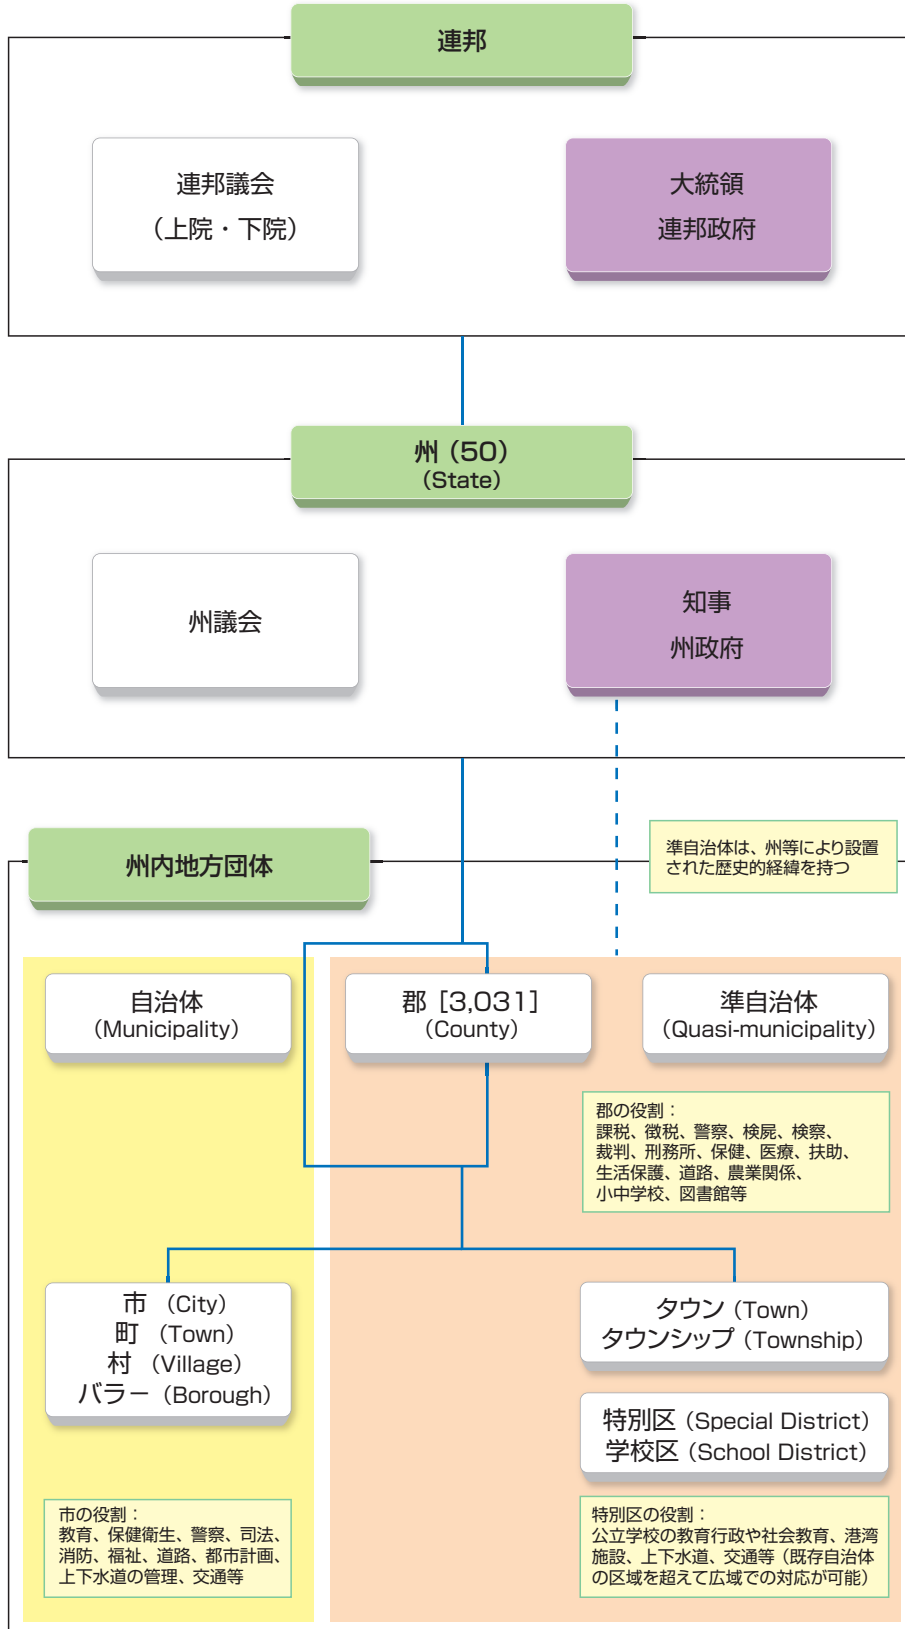 連邦
連邦議会
（上院・下院）
大統領
連邦政府
州（50）
（State）
州議会
知事
州政府
州内地方団体
準自治体は、州等により設置
された歴史的経緯を持つ
自治体
（Municipality）
郡［3,031］
（County）
準自治体
（Quasi-municipality）
郡の役割：
課税、徴税、警察、検屍、検察、
裁判、刑務所、保健、医療、扶助、
生活保護、道路、農業関係、
小中学校、図書館等
市（City）
町（Town）
村（Village）
バラー（Borough）
タウン（Town）
タウンシップ（Township）
特別区（Special District）
学校区（School District）
市の役割：
教育、保健衛生、警察、司法、
消防、福祉、道路、都市計画、
上下水道の管理、交通等
特別区の役割：
公立学校の教育行政や社会教育、港湾
施設、上下水道、交通等（既存自治体
の区域を超えて広域での対応が可能）